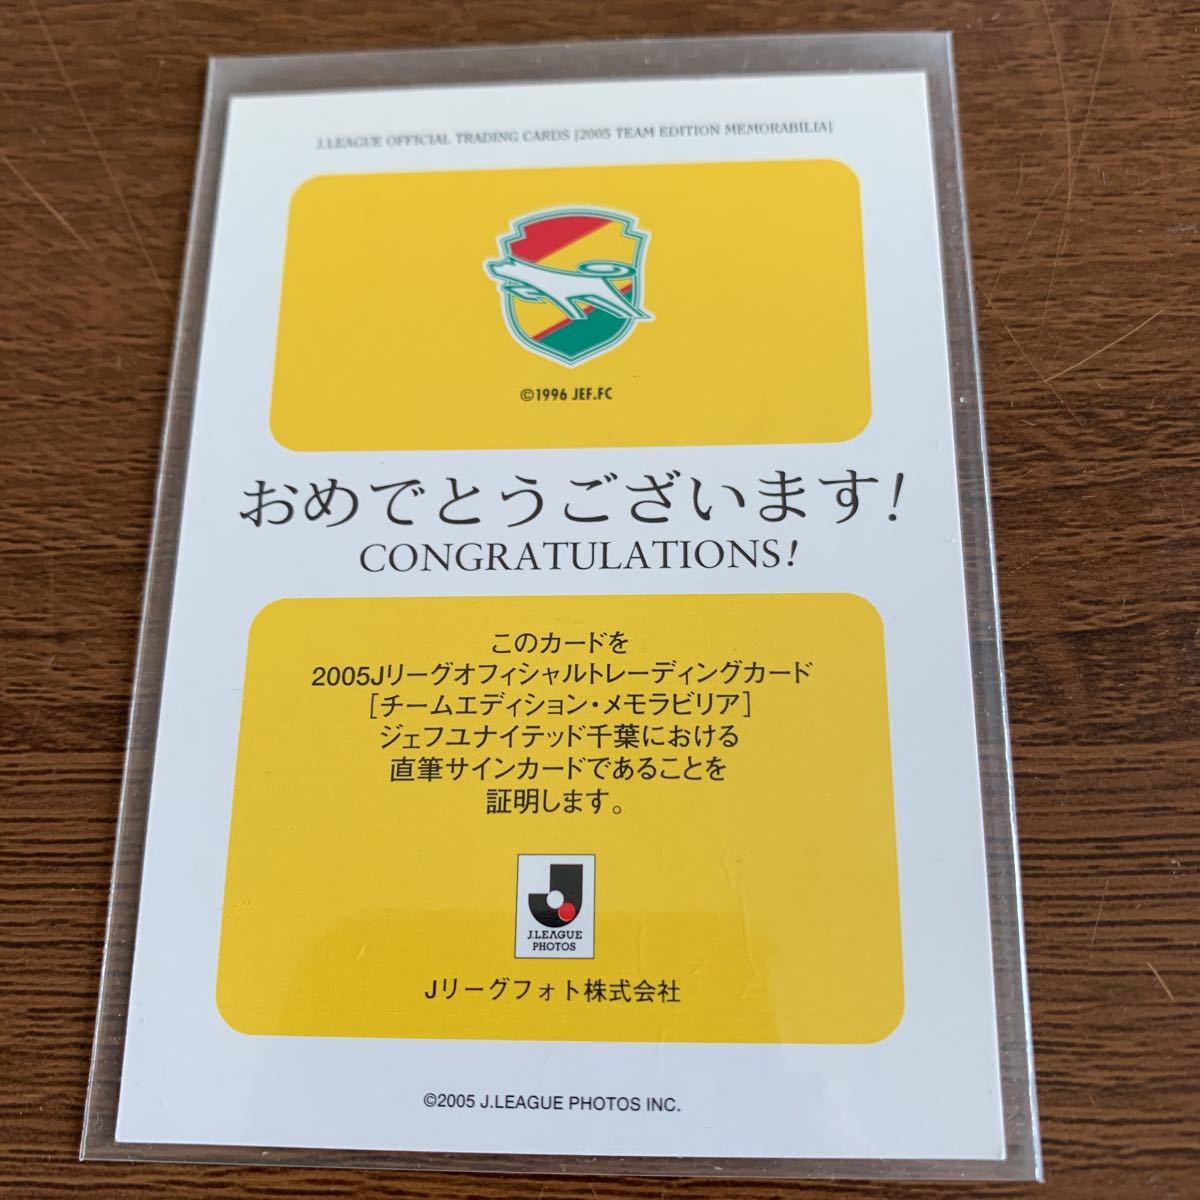 J.LEAGUE OFFICIAL TRADING CARDS [2005 TEAM EDITION MEMORABILIA]
©1996 JEF.FC
おめでとうございます!
CONGRATULATIONS!
このカードを
2005Jリーグオフィシャルトレーディングカード
[チームエディション・メモラビリア]
ジェフユナイテッド千葉における
直筆サインカードであることを
証明します。
J.LEAGUE
PHOTOS
Jリーグフォト株式会社
©2005 J.LEAGUE PHOTOS INC.